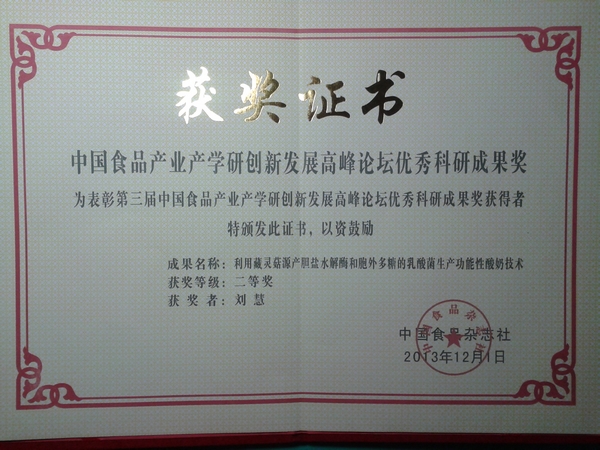 获奖证书
中国食品产业产学研创新发展高峰论坛优秀科研成果奖
为表彰第三届中国食品产业产学研创新发展高峰论坛优秀科研成果奖获得者
特颁发此证书，以资鼓励
成果名称：利用藏灵菇源产胆盐水解酶和胞外多糖的乳酸菌生产功能性酸奶技术
获奖等级：二等奖
获奖者：刘慧
中国食品杂志社
2013年12月1日
中国食品杂志社